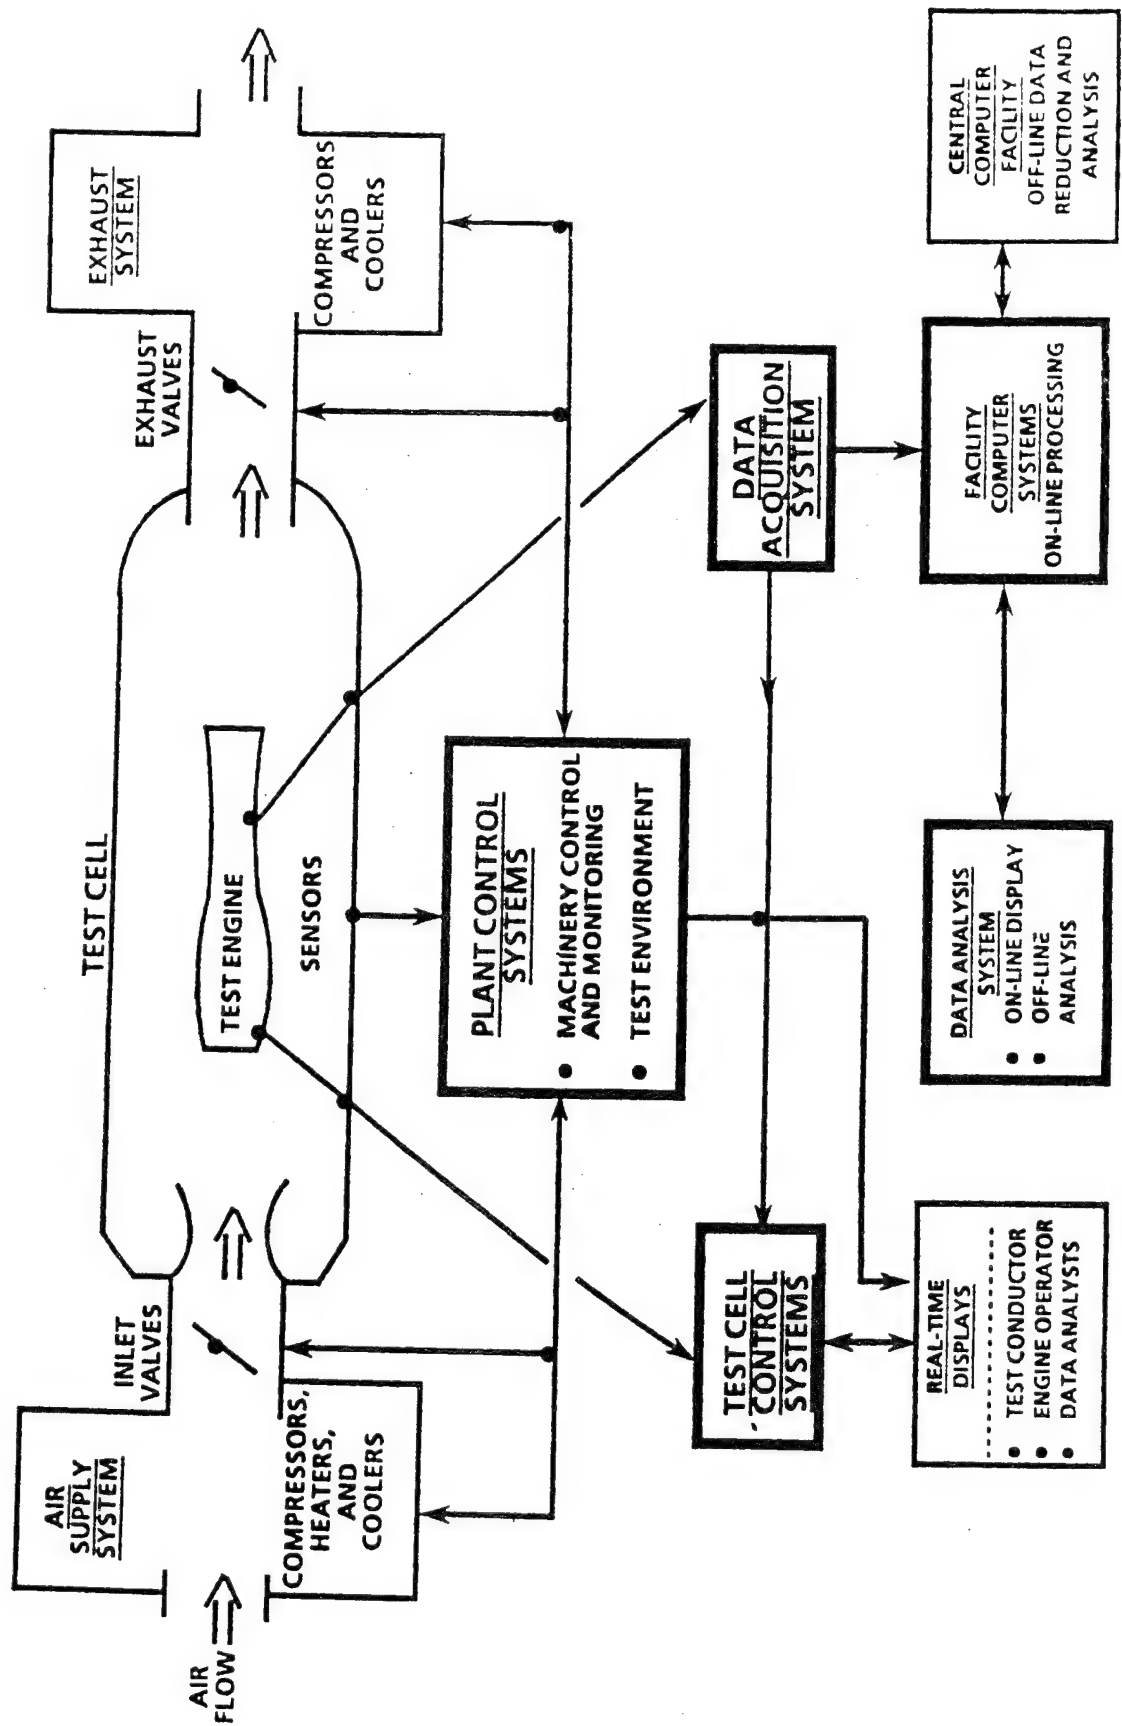 AIR
FLOW
AIR
SUPPLY
SYSTEM
COMPRESSORS,
HEATERS,
AND
COOLERS
INLET
VALVES
TEST CELL
TEST ENGINE
SENSORS
EXHAUST
VALVES
EXHAUST
SYSTEM
COMPRESSORS
AND
COOLERS
PLANT CONTROL
SYSTEMS
• MACHINERY CONTROL
AND MONITORING
• TEST ENVIRONMENT
TEST CELL
CONTROL
SYSTEMS
DATA
ACQUISITION
SYSTEM
REAL-TIME
DISPLAYS
• TEST CONDUCTOR
• ENGINE OPERATOR
• DATA ANALYSTS
DATA ANALYSIS
SYSTEM
• ON-LINE DISPLAY
• OFF-LINE
ANALYSIS
FACILITY
COMPUTER
SYSTEMS
ON-LINE PROCESSING
CENTRAL
COMPUTER
FACILITY
OFF-LINE DATA
REDUCTION AND
ANALYSIS